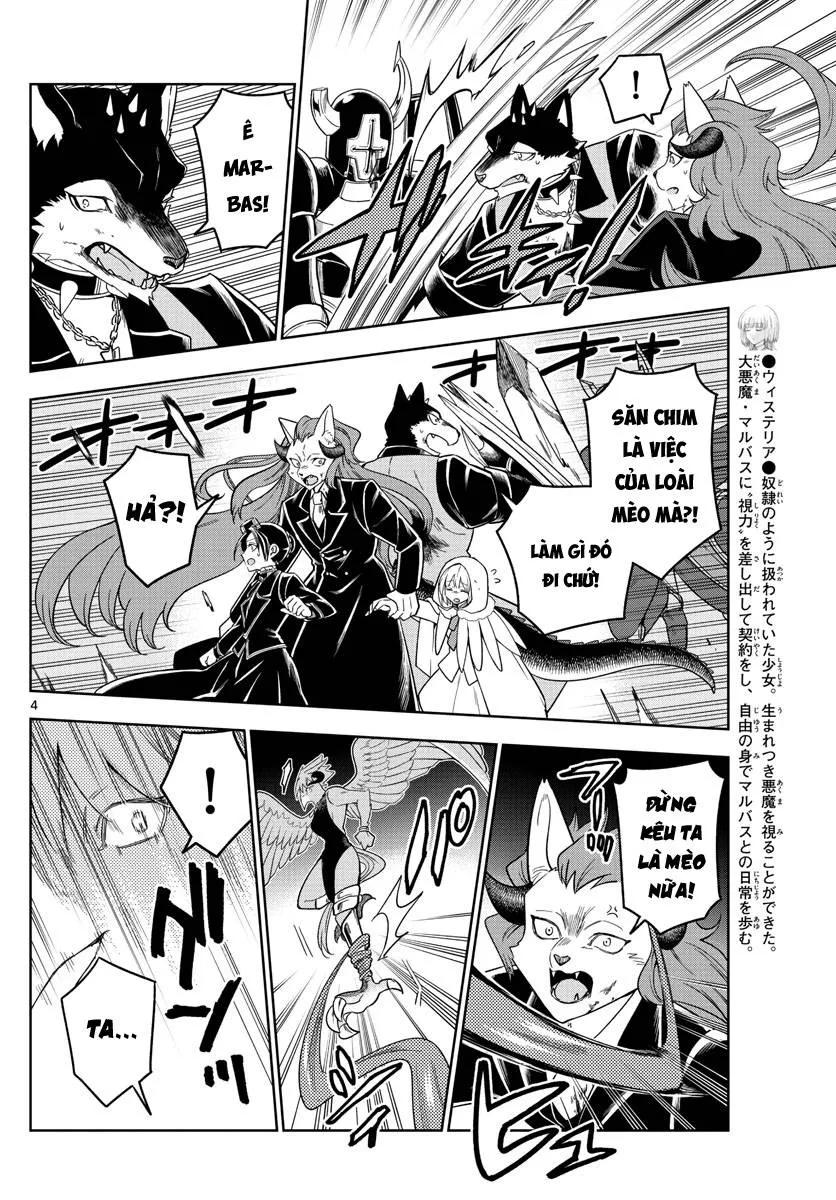 !
ガキィ!
Ê
MAR-
BAS!
SĂN CHIM
LÀ VIỆC
CỦA LOÀI
MÈO MÀ?!
LÀM GÌ ĐÓ
ĐI CHỨ!
HẢ?!
●ウィステリア●奴隷のように扱われていた少女。生まれつき悪魔を視ることができた。
大悪魔・マルバスに〝視力〟を差し出して契約をし、自由の身でマルバスとの日常を歩む。
4
ĐỪNG
KÊU TA
LÀ MÈO
NỮA!
ビュ
!
TA...